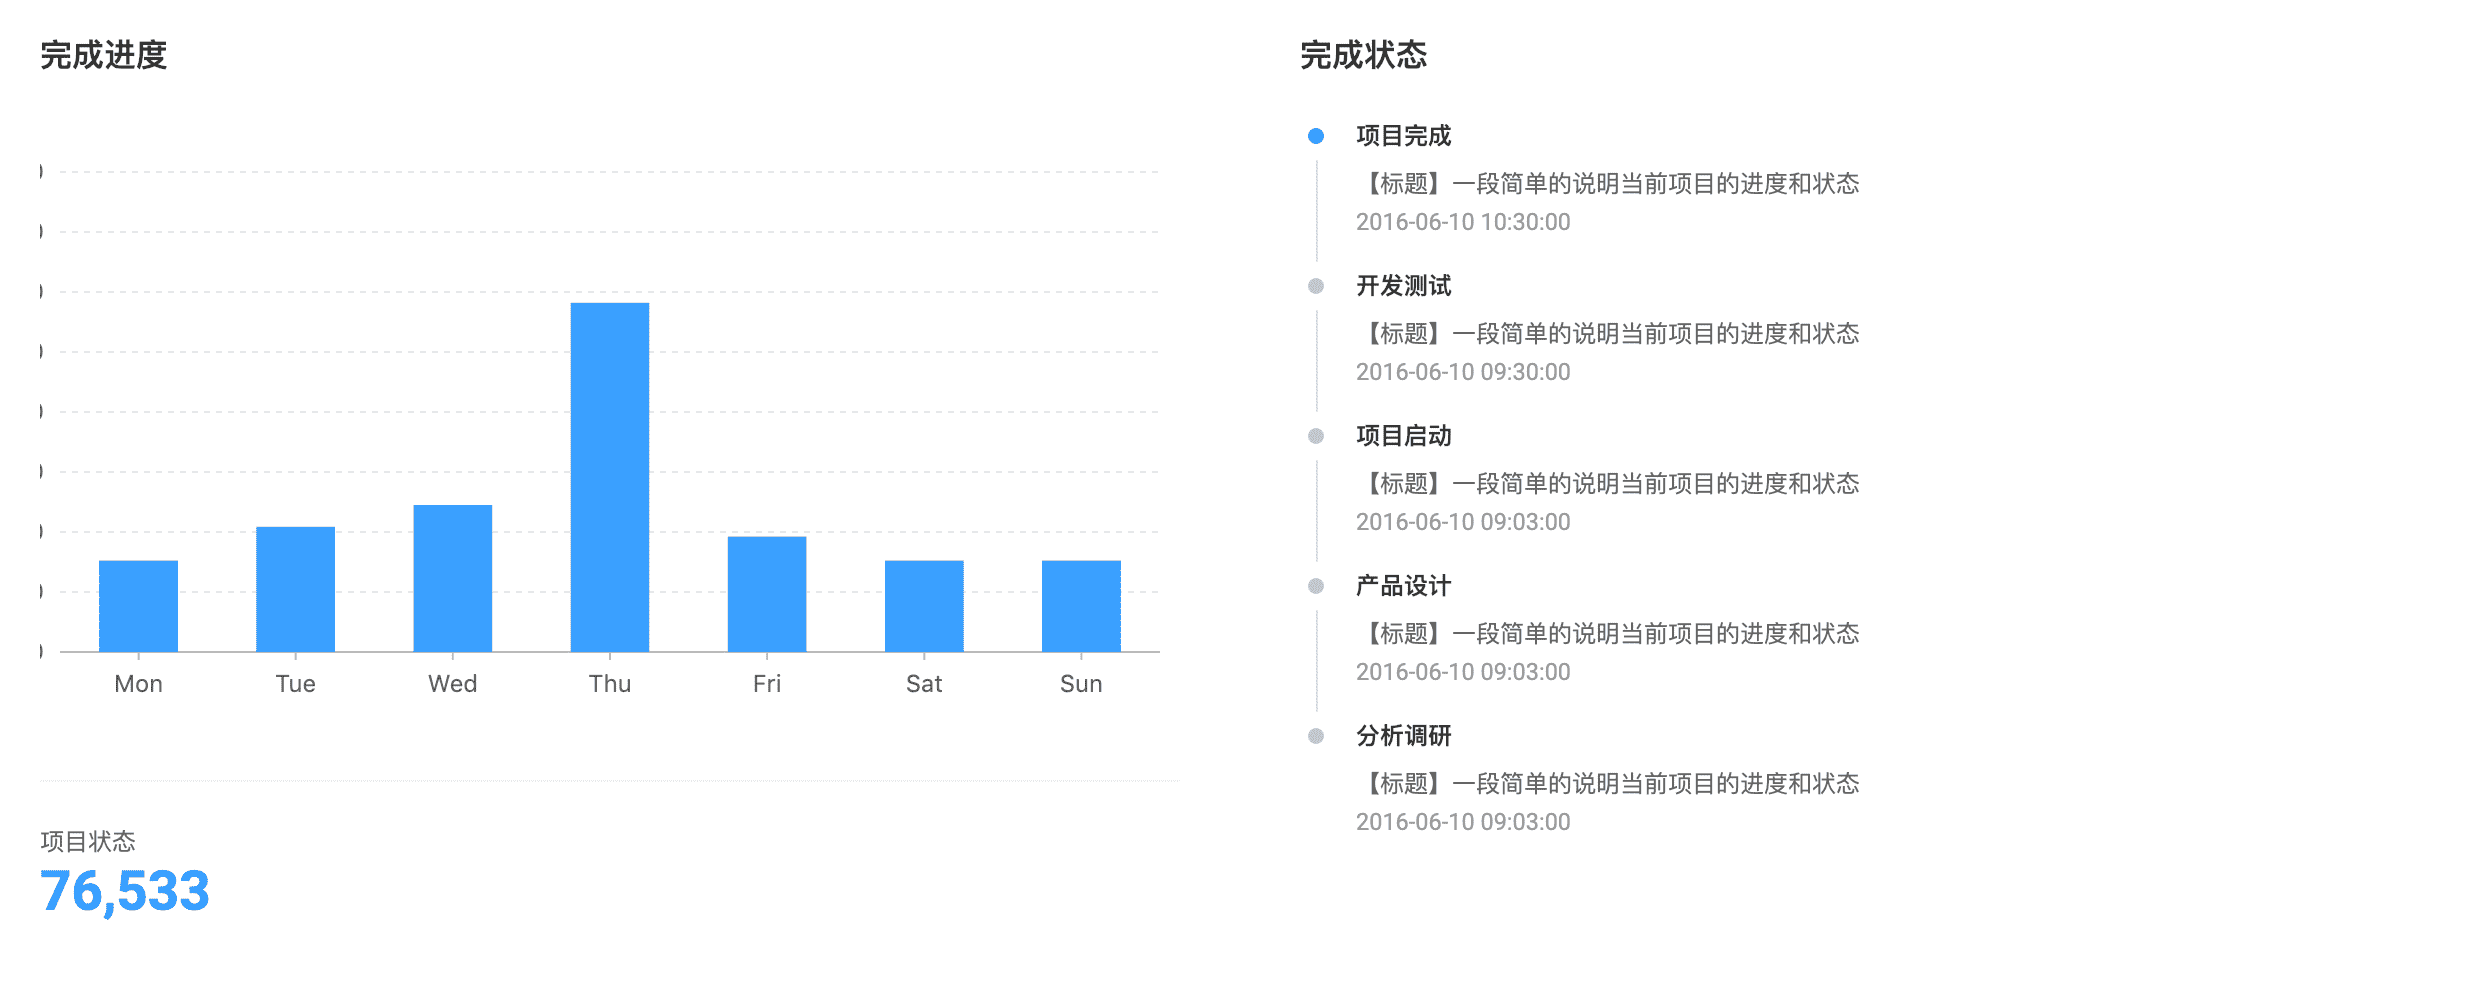 完成进度
Mon
Tue
Wed
Thu
Fri
Sat
Sun
项目状态
76,533
完成状态
项目完成
【标题】一段简单的说明当前项目的进度和状态
2016-06-10 10:30:00
开发测试
【标题】一段简单的说明当前项目的进度和状态
2016-06-10 09:30:00
项目启动
【标题】一段简单的说明当前项目的进度和状态
2016-06-10 09:03:00
产品设计
【标题】一段简单的说明当前项目的进度和状态
2016-06-10 09:03:00
分析调研
【标题】一段简单的说明当前项目的进度和状态
2016-06-10 09:03:00